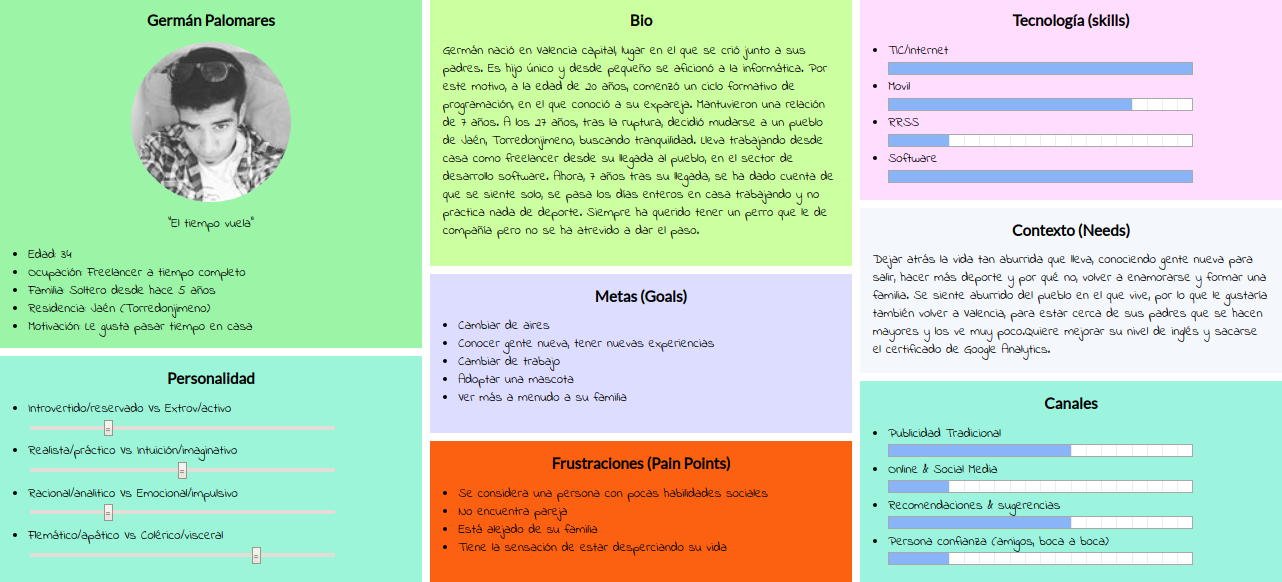 Germán Palomares
"El tiempo vuela"
Edad: 34
Ocupación: Freelancer a tiempo completo
Familia: Soltero desde hace 5 años
Residencia: Jaén (Torredonjimeno)
Motivación: Le gusta pasar tiempo en casa
Personalidad
Introvertido/reservado Vs Extrov/activo
Realista/práctico Vs Intuición/imaginativo
Racional/analítico Vs Emocional/impulsivo
Flemático/apático Vs Colérico/visceral
Bio
Germán nació en Valencia capital, lugar en el que se crió junto a sus
padres. Es hijo único y desde pequeño se aficionó a la informática. Por
este motivo, a la edad de 20 años, comenzó un ciclo formativo de
programación, en el que conoció a su expareja. Mantuvieron una relación
de 7 años. A los 27 años, tras la ruptura, decidió mudarse a un pueblo
de Jaén, Torredonjimeno, buscando tranquilidad. Lleva trabajando desde
casa como freelancer desde su llegada al pueblo, en el sector de
desarrollo software. Ahora, 7 años tras su llegada, se ha dado cuenta de
que se siente solo, se pasa los días enteros en casa trabajando y no
practica nada de deporte. Siempre ha querido tener un perro que le de
compañía pero no se ha atrevido a dar el paso.
Metas (Goals)
Cambiar de aires
Conocer gente nueva, tener nuevas experiencias
Cambiar de trabajo
Adoptar una mascota
Ver más a menudo a su familia
Frustraciones (Pain Points)
Se considera una persona con pocas habilidades sociales
No encuentra pareja
Está alejado de su familia
Tiene la sensación de estar desperciando su vida
Tecnología (skills)
TIC/Internet
Movil
RRSS
Software
Contexto (Needs)
Dejar atrás la vida tan aburrida que lleva, conociendo gente nueva para
salir, hacer más deporte y por qué no, volver a enamorarse y formar una
familia. Se siente aburrido del pueblo en el que vive, por lo que le gustaría
también volver a Valencia, para estar cerca de sus padres que se hacen
mayores y los ve muy poco.Quiere mejorar su nivel de inglés y sacarse
el certificado de Google Analytics.
Canales
Publicidad Tradicional
Online & Social Media
Recomendaciones & sugerencias
Persona confianza (amigos, boca a boca)